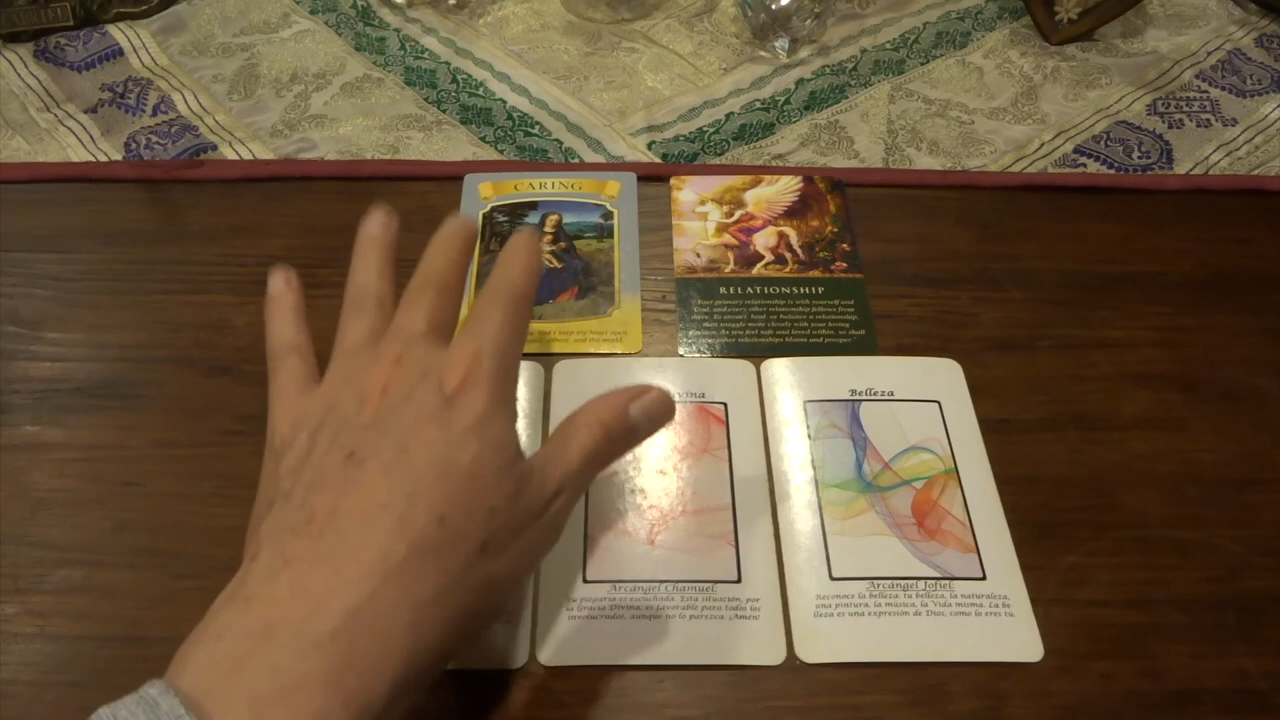 GABRIEL
CARING
and I keep my heart open
and the world.
RELATIONSHIP
"Your primary relationship is with yourself and
God, and every other relationship follows from
there. To attract, heal, or balance a relationship,
then snuggle more closely with your loving
Creator. As you feel safe and loved within, so shall
your other relationships bloom and prosper."
vina
Belleza
Arcángel Chamuel:
plegaria es escuchada. Esta situación, por
la Gracia Divina, es favorable para todos los
involucrados, aunque no lo parezca. ¡Amén!
Arcángel Jofiel:
Reconoce la belleza: tu belleza, la naturaleza,
una pintura, la música, la Vida misma. La be
lleza es una expresión de Dios, como lo eres tú.